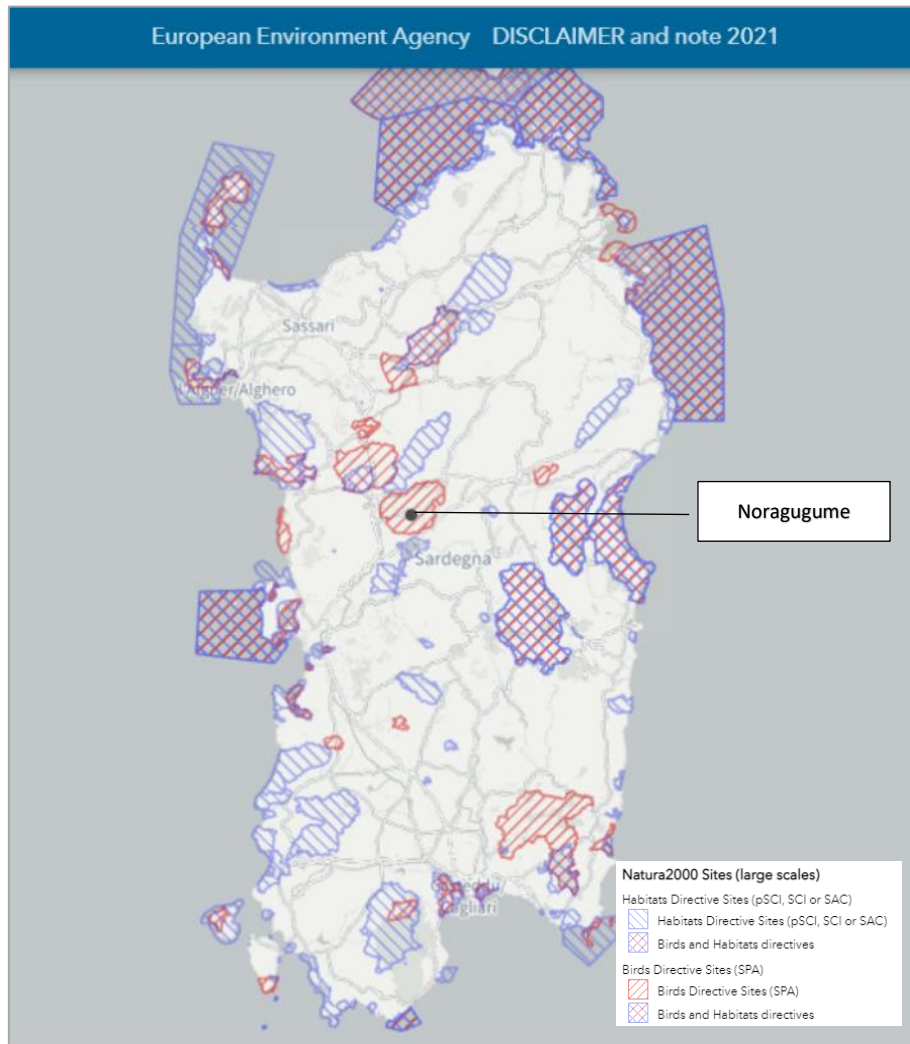 European Environment Agency DISCLAIMER and note 2021
Sassari
l'Alguer/Alghero
Noragugume
Sardegna
Natura2000 Sites (large scales)
Habitats Directive Sites (pSCI, SCI or SAC)
Habitats Directive Sites (pSCI, SCI or SAC)
Birds and Habitats directives
Birds Directive Sites (SPA)
Birds Directive Sites (SPA)
Birds and Habitats directives